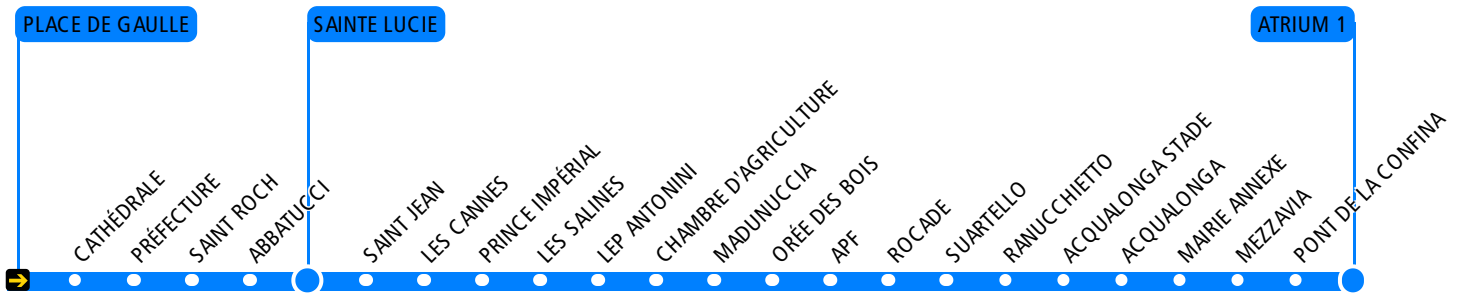 PLACE DE GAULLE
CATHÉDRALE
PRÉFECTURE
SAINT ROCH
ABBATUCCI
SAINTE LUCIE
SAINT JEAN
LES CANNES
PRINCE IMPÉRIAL
LES SALINES
LEP ANTONINI
CHAMBRE D'AGRICULTURE
MADUNUCCIA
ORÉE DES BOIS
APF
ROCADE
SUARTELLO
RANUCCHIETTO
ACQUALONGA STADE
ACQUALONGA
MAIRIE ANNEXE
MEZZAVIA
PONT DE LA CONFINA
ATRIUM 1